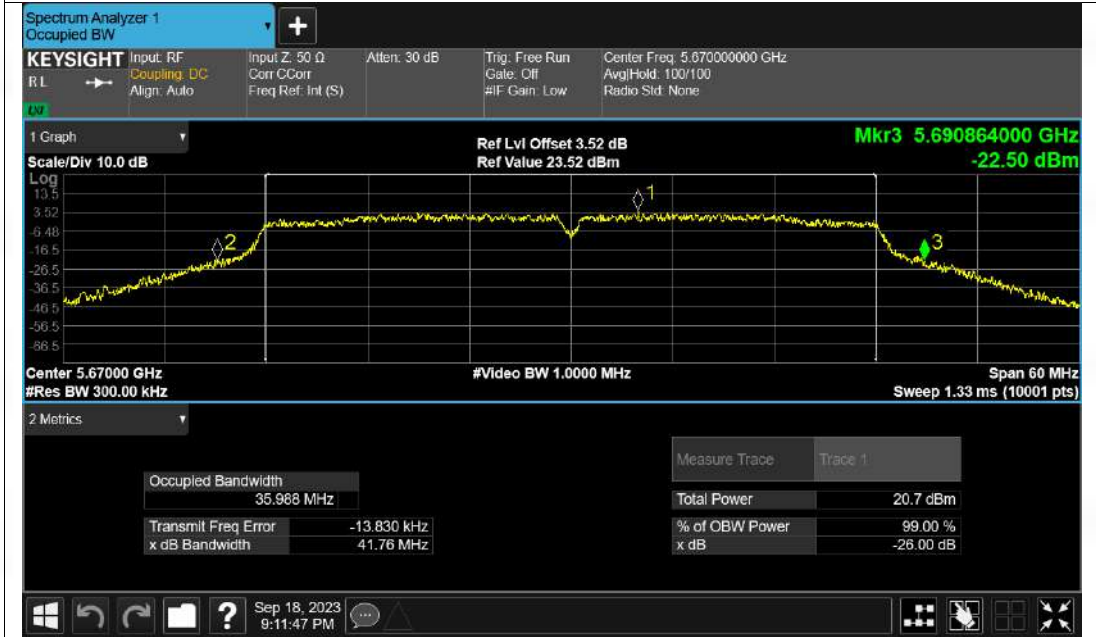 Spectrum Analyzer 1
Occupied BW
+
KEYSIGHT Input: RF Input Z: 50 Ω Atten: 30 dB Trig: Free Run Center Freq: 5.670000000 GHz
R L Coupling: DC Corr CCorr Gate: Off Avg|Hold: 100/100
Align: Auto Freq Ref: Int (S) #IF Gain: Low Radio Std: None
LXI
1 Graph Ref Lvl Offset 3.52 dB Mkr3 5.690864000 GHz
Scale/Div 10.0 dB Ref Value 23.52 dBm -22.50 dBm
Log
13.5
3.52
-6.48
-16.5
-26.5
-36.5
-46.5
-56.5
-66.5
1
2
3
Center 5.67000 GHz #Video BW 1.0000 MHz Span 60 MHz
#Res BW 300.00 kHz Sweep 1.33 ms (10001 pts)
2 Metrics
Measure Trace Trace 1
Occupied Bandwidth
35.988 MHz Total Power 20.7 dBm
Transmit Freq Error -13.830 kHz % of OBW Power 99.00 %
x dB Bandwidth 41.76 MHz x dB -26.00 dB
? Sep 18, 2023
9:11:47 PM